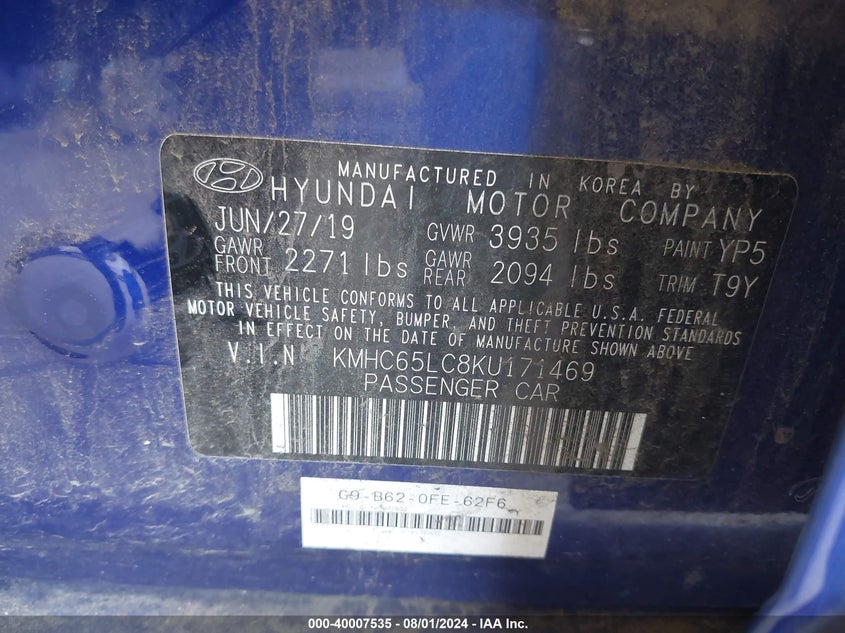 MANUFACTURED IN KOREA BY
HYUNDAI MOTOR COMPANY
JUN/27/19 GVWR 3935 lbs PAINT YP5
GAWR FRONT 2271 lbs GAWR REAR 2094 lbs TRIM T9Y
THIS VEHICLE CONFORMS TO ALL APPLICABLE U.S.A. FEDERAL
MOTOR VEHICLE SAFETY, BUMPER, AND THEFT PREVENTION STANDARDS
IN EFFECT ON THE DATE OF MANUFACTURE SHOWN ABOVE.
V.I.N KMHC65LC8KU171469
PASSENGER CAR
G9-B62-0FE-62F6
000-40007535 - 08/01/2024 - IAA Inc.